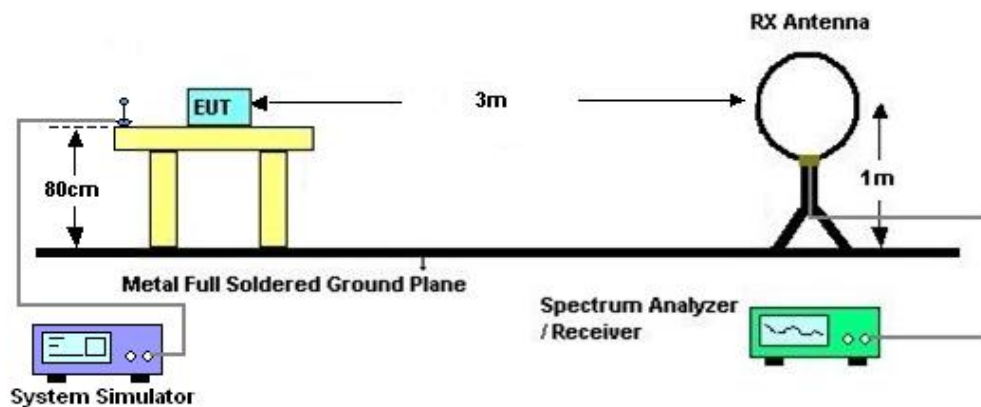 RX Antenna
EUT
3m
80cm
1m
Metal Full Soldered Ground Plane
Spectrum Analyzer
/ Receiver
System Simulator